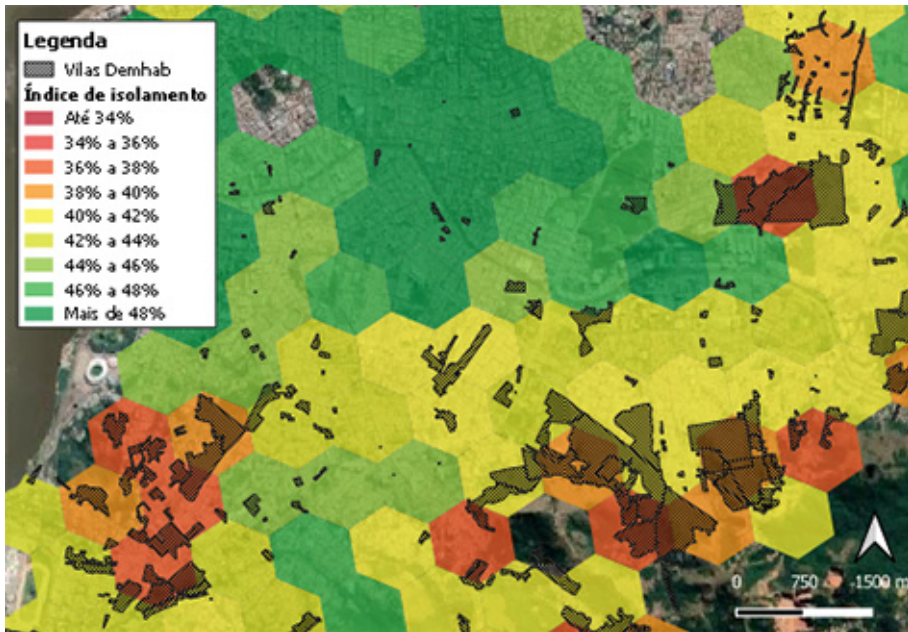 Legenda
Vilas Demhab
Índice de isolamento
Até 34%
34% a 36%
36% a 38%
38% a 40%
40% a 42%
42% a 44%
44% a 46%
46% a 48%
Mais de 48%
0 750 1500 m